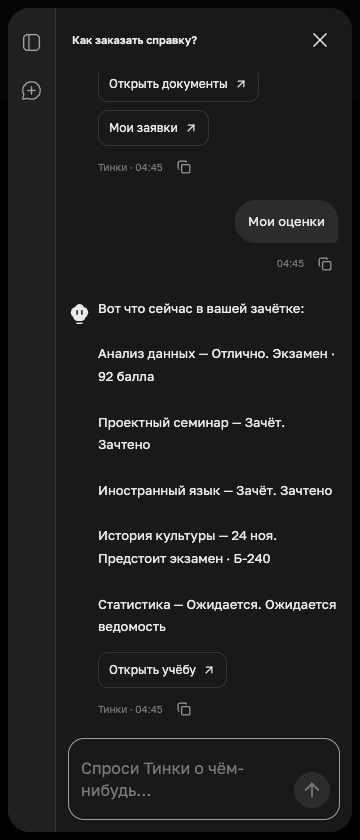 Как заказать справку?
Открыть документы
Мои заявки
Тинки · 04:45
Мои оценки
04:45
Вот что сейчас в вашей зачётке:
Анализ данных — Отлично. Экзамен ·
92 балла
Проектный семинар — Зачёт.
Зачтено
Иностранный язык — Зачёт. Зачтено
История культуры — 24 ноя.
Предстоит экзамен · Б-240
Статистика — Ожидается. Ожидается
ведомость
Открыть учёбу
Тинки · 04:45
Спроси Тинки о чём-
нибудь...